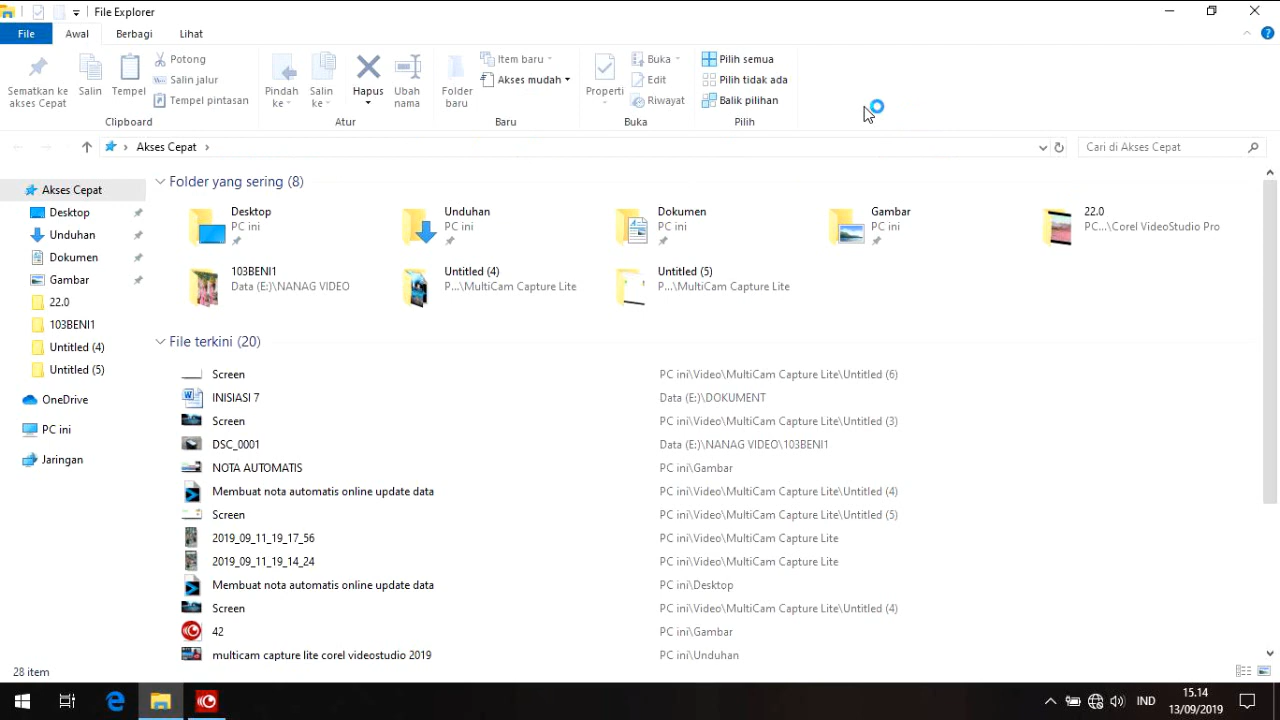 File Explorer
File Awal Berbagi Lihat
Sematkan ke akses Cepat
Salin
Tempel
Potong
Salin jalur
Tempel pintasan
Clipboard
Pindah ke
Salin ke
Hapus
Ubah nama
Atur
Folder baru
Item baru
Akses mudah
Baru
Properti
Buka
Edit
Riwayat
Buka
Pilih semua
Pilih tidak ada
Balik pilihan
Pilih
Akses Cepat
Cari di Akses Cepat
Akses Cepat
Desktop
Unduhan
Dokumen
Gambar
22.0
103BENI1
Untitled (4)
Untitled (5)
OneDrive
PC ini
Jaringan
Folder yang sering (8)
Desktop
PC ini
Unduhan
PC ini
Dokumen
PC ini
Gambar
PC ini
22.0
PC...\Corel VideoStudio Pro
103BENI1
Data (E:)\NANAG VIDEO
Untitled (4)
P...\MultiCam Capture Lite
Untitled (5)
P...\MultiCam Capture Lite
File terkini (20)
Screen PC ini\Video\MultiCam Capture Lite\Untitled (6)
INISIASI 7 Data (E:)\DOKUMENT
Screen PC ini\Video\MultiCam Capture Lite\Untitled (3)
DSC_0001 Data (E:)\NANAG VIDEO\103BENI1
NOTA AUTOMATIS PC ini\Gambar
Membuat nota automatis online update data PC ini\Video\MultiCam Capture Lite\Untitled (4)
Screen PC ini\Video\MultiCam Capture Lite\Untitled (5)
2019_09_11_19_17_56 PC ini\Video\MultiCam Capture Lite
2019_09_11_19_14_24 PC ini\Video\MultiCam Capture Lite
Membuat nota automatis online update data PC ini\Desktop
Screen PC ini\Video\MultiCam Capture Lite\Untitled (4)
42 PC ini\Gambar
multicam capture lite corel videostudio 2019 PC ini\Unduhan
28 item
IND
15.14
13/09/2019